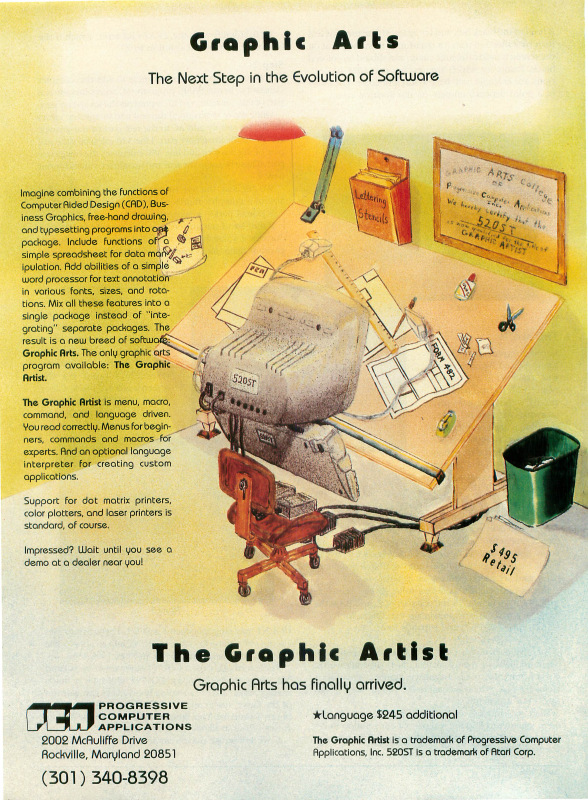 Graphic Arts
The Next Step in the Evolution of Software
Imagine combining the functions of
Computer Aided Design (CAD), Bus-
iness Graphics, free-hand drawing,
and typesetting programs into one
package. Include functions of a
simple spreadsheet for data man-
ipulation. Add abilities of a simple
word processor for text annotation
in various fonts, sizes, and rota-
tions. Mix all these features into a
single package instead of "inte-
grating" separate packages. The
result is a new breed of software:
Graphic Arts. The only graphic arts
program available: The Graphic
Artist.
The Graphic Artist is menu, macro,
command, and language driven.
You read correctly. Menus for begin-
ners, commands and macros for
experts. And an optional language
interpreter for creating custom
applications.
Support for dot matrix printers,
color plotters, and laser printers is
standard, of course.
Impressed? Wait until you see a
demo at a dealer near you!
Lettering
Stencils
GRAPHIC ARTS College
OF
Progressive Computer Applications
We hereby certify that the
520ST
GRAPHIC ARTIST
PCA
FORM 482
520ST
$495
Retail
The Graphic Artist
Graphic Arts has finally arrived.
PCA PROGRESSIVE
COMPUTER
APPLICATIONS
2002 McAuliffe Drive
Rockville, Maryland 20851
(301) 340-8398
★Language $245 additional
The Graphic Artist is a trademark of Progressive Computer
Applications, Inc. 520ST is a trademark of Atari Corp.